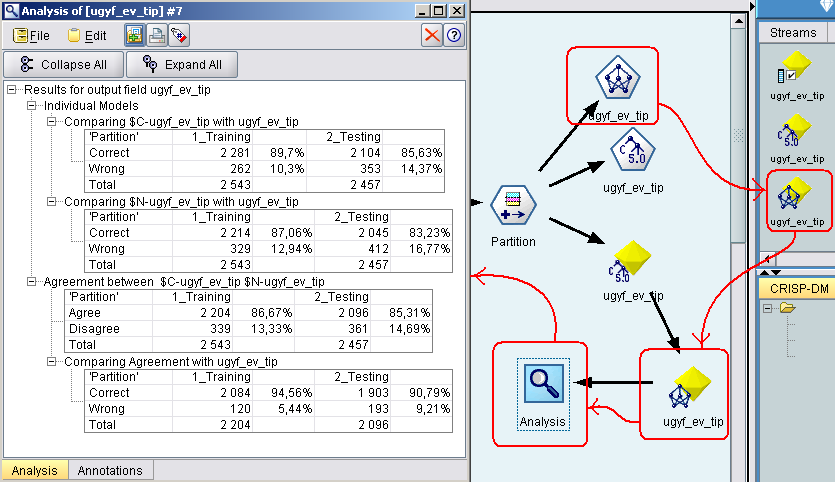 Analysis of [ugyf_ev_tip] #7
File Edit
Collapse All Expand All
Results for output field ugyf_ev_tip
Individual Models
Comparing $C-ugyf_ev_tip with ugyf_ev_tip
'Partition' 1_Training 2_Testing
Correct 2 281 89,7% 2 104 85,63%
Wrong 262 10,3% 353 14,37%
Total 2 543 2 457
Comparing $N-ugyf_ev_tip with ugyf_ev_tip
'Partition' 1_Training 2_Testing
Correct 2 214 87,06% 2 045 83,23%
Wrong 329 12,94% 412 16,77%
Total 2 543 2 457
Agreement between $C-ugyf_ev_tip $N-ugyf_ev_tip
'Partition' 1_Training 2_Testing
Agree 2 204 86,67% 2 096 85,31%
Disagree 339 13,33% 361 14,69%
Total 2 543 2 457
Comparing Agreement with ugyf_ev_tip
'Partition' 1_Training 2_Testing
Correct 2 084 94,56% 1 903 90,79%
Wrong 120 5,44% 193 9,21%
Total 2 204 2 096
Analysis Annotations
ugyf_ev_tip
C 5.0
ugyf_ev_tip
Partition
C 5.0
ugyf_ev_tip
Analysis
ugyf_ev_tip
Streams
ugyf_ev_tip
C 5.0
ugyf_ev_tip
ugyf_ev_tip
CRISP-DM